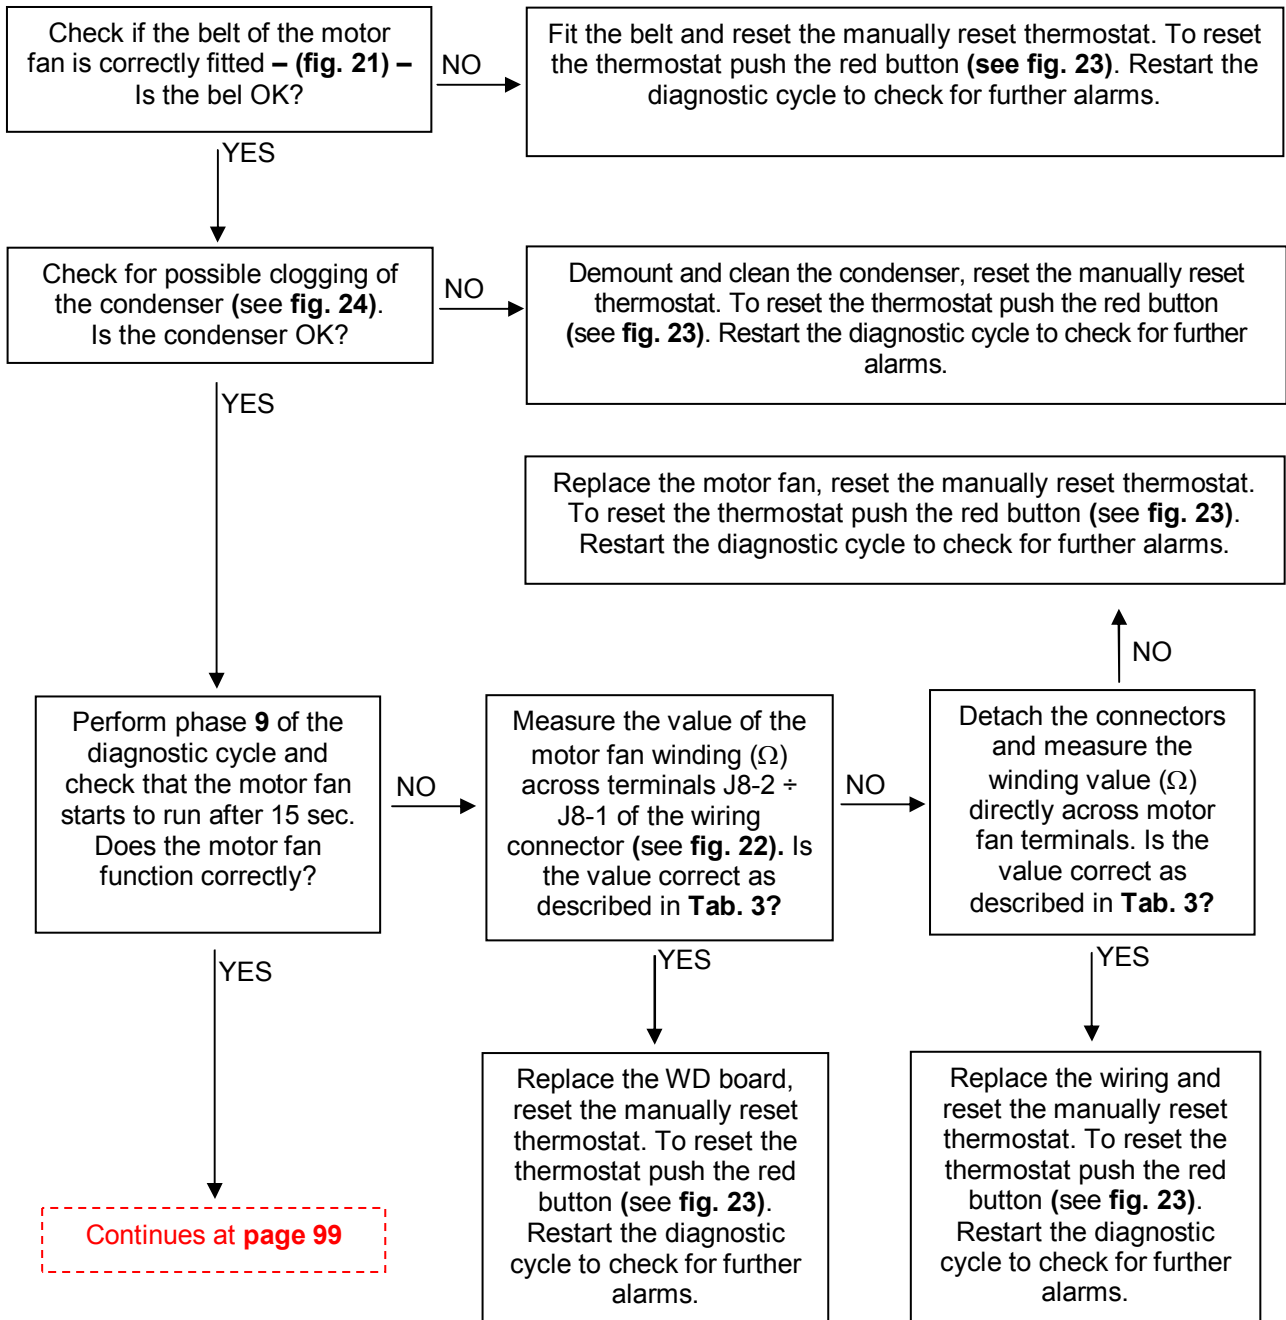 Check if the belt of the motor
fan is correctly fitted – (fig. 21) –
Is the bel OK?
NO
Fit the belt and reset the manually reset thermostat. To reset
the thermostat push the red button (see fig. 23). Restart the
diagnostic cycle to check for further alarms.
YES
Check for possible clogging of
the condenser (see fig. 24).
Is the condenser OK?
NO
Demount and clean the condenser, reset the manually reset
thermostat. To reset the thermostat push the red button
(see fig. 23). Restart the diagnostic cycle to check for further
alarms.
YES
Replace the motor fan, reset the manually reset thermostat.
To reset the thermostat push the red button (see fig. 23).
Restart the diagnostic cycle to check for further alarms.
NO
Perform phase 9 of the
diagnostic cycle and
check that the motor fan
starts to run after 15 sec.
Does the motor fan
function correctly?
NO
Measure the value of the
motor fan winding (Ω)
across terminals J8-2 ÷
J8-1 of the wiring
connector (see fig. 22). Is
the value correct as
described in Tab. 3?
NO
Detach the connectors
and measure the
winding value (Ω)
directly across motor
fan terminals. Is the
value correct as
described in Tab. 3?
YES
YES
YES
Continues at page 99
Replace the WD board,
reset the manually reset
thermostat. To reset the
thermostat push the red
button (see fig. 23).
Restart the diagnostic
cycle to check for further
alarms.
Replace the wiring and
reset the manually reset
thermostat. To reset the
thermostat push the red
button (see fig. 23).
Restart the diagnostic
cycle to check for further
alarms.